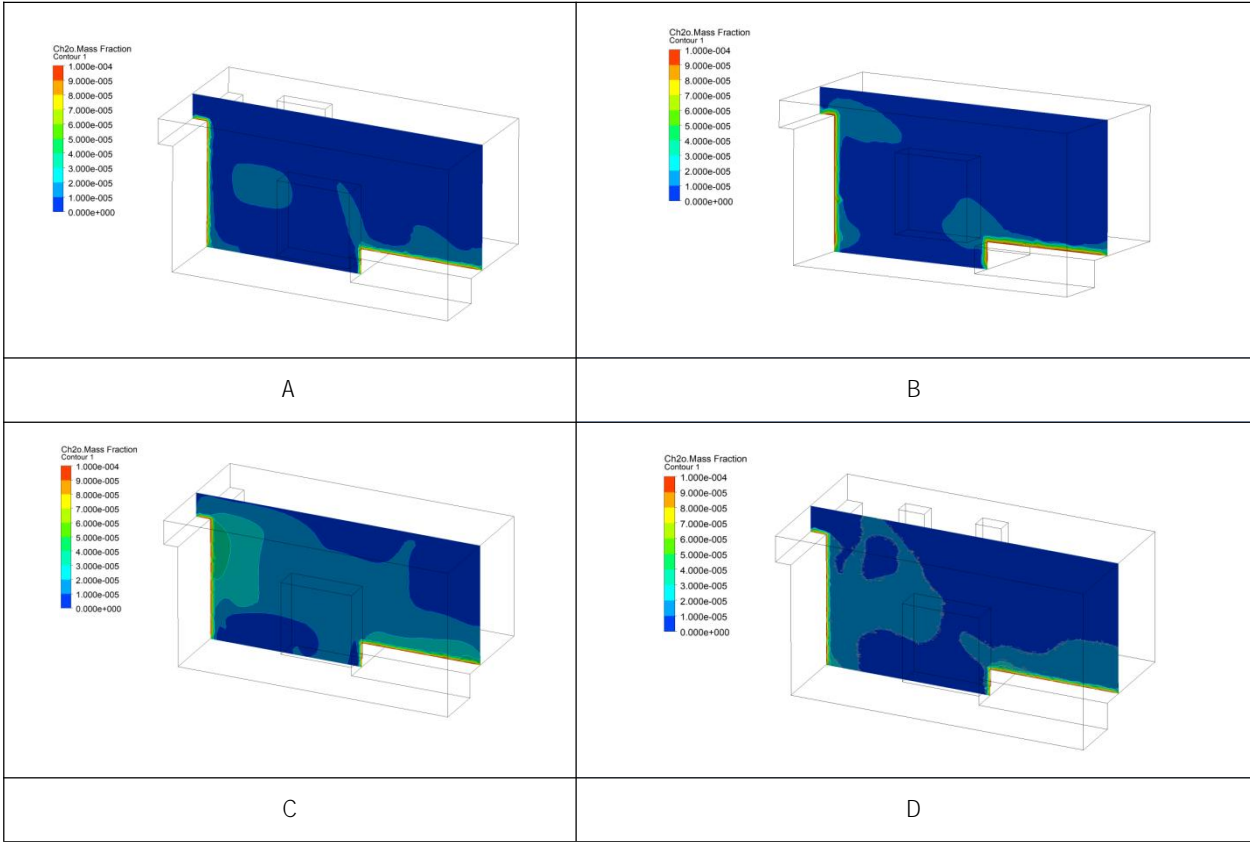 Ch2o.Mass Fraction
Contour 1
1.000e-004
9.000e-005
8.000e-005
7.000e-005
6.000e-005
5.000e-005
4.000e-005
3.000e-005
2.000e-005
1.000e-005
0.000e+000
Ch2o.Mass Fraction
Contour 1
1.000e-004
9.000e-005
8.000e-005
7.000e-005
6.000e-005
5.000e-005
4.000e-005
3.000e-005
2.000e-005
1.000e-005
0.000e+000
A
B
Ch2o.Mass Fraction
Contour 1
1.000e-004
9.000e-005
8.000e-005
7.000e-005
6.000e-005
5.000e-005
4.000e-005
3.000e-005
2.000e-005
1.000e-005
0.000e+000
Ch2o.Mass Fraction
Contour 1
1.000e-004
9.000e-005
8.000e-005
7.000e-005
6.000e-005
5.000e-005
4.000e-005
3.000e-005
2.000e-005
1.000e-005
0.000e+000
C
D